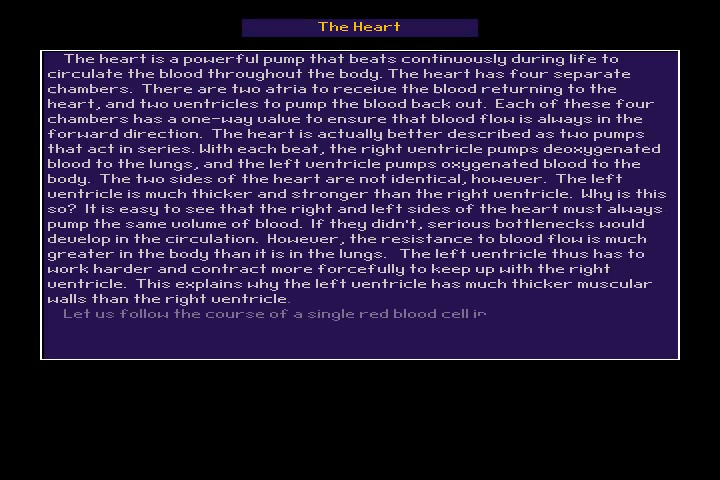 The Heart
The heart is a powerful pump that beats continuously during life to
circulate the blood throughout the body. The heart has four separate
chambers. There are two atria to receive the blood returning to the
heart, and two ventricles to pump the blood back out. Each of these four
chambers has a one-way value to ensure that blood flow is always in the
forward direction. The heart is actually better described as two pumps
that act in series. With each beat, the right ventricle pumps deoxygenated
blood to the lungs, and the left ventricle pumps oxygenated blood to the
body. The two sides of the heart are not identical, however. The left
ventricle is much thicker and stronger than the right ventricle. Why is this
so? It is easy to see that the right and left sides of the heart must always
pump the same volume of blood. If they didn't, serious bottlenecks would
develop in the circulation. However, the resistance to blood flow is much
greater in the body than it is in the lungs. The left ventricle thus has to
work harder and contract more forcefully to keep up with the right
ventricle. This explains why the left ventricle has much thicker muscular
walls than the right ventricle.
Let us follow the course of a single red blood cell in